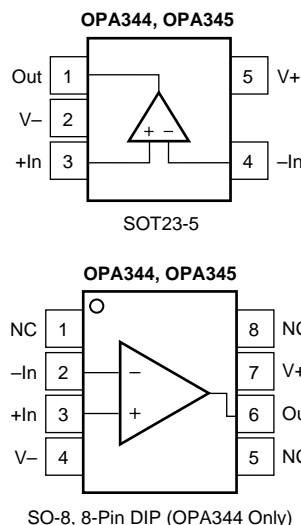 OPA344, OPA345
Out 1 5 V+
V– 2
+In 3 4 –In
+ –
SOT23-5
OPA344, OPA345
NC 1 8 NC
–In 2 – 7 V+
+In 3 + 6 Ou
V– 4 5 NC
SO-8, 8-Pin DIP (OPA344 Only)